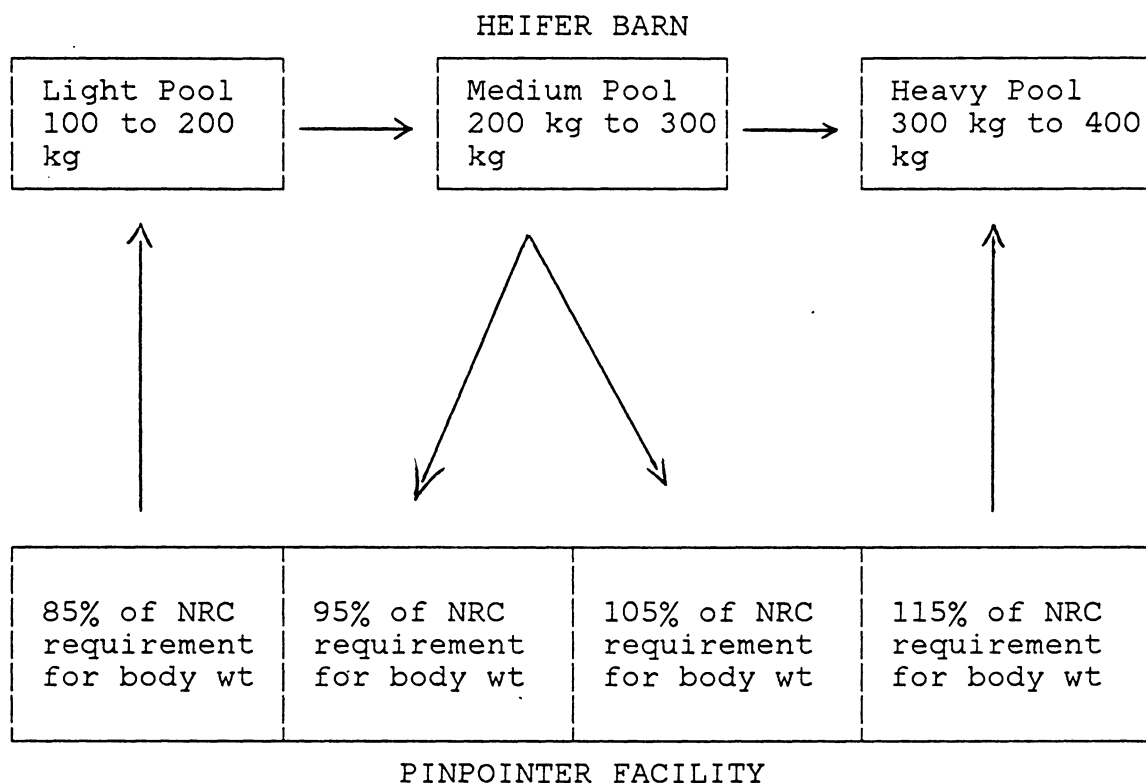 HEIFER BARN
Light Pool
100 to 200
kg
Medium Pool
200 kg to 300
kg
Heavy Pool
300 kg to 400
kg
85% of NRC
requirement
for body wt
95% of NRC
requirement
for body wt
105% of NRC
requirement
for body wt
115% of NRC
requirement
for body wt
PINPOINTER FACILITY